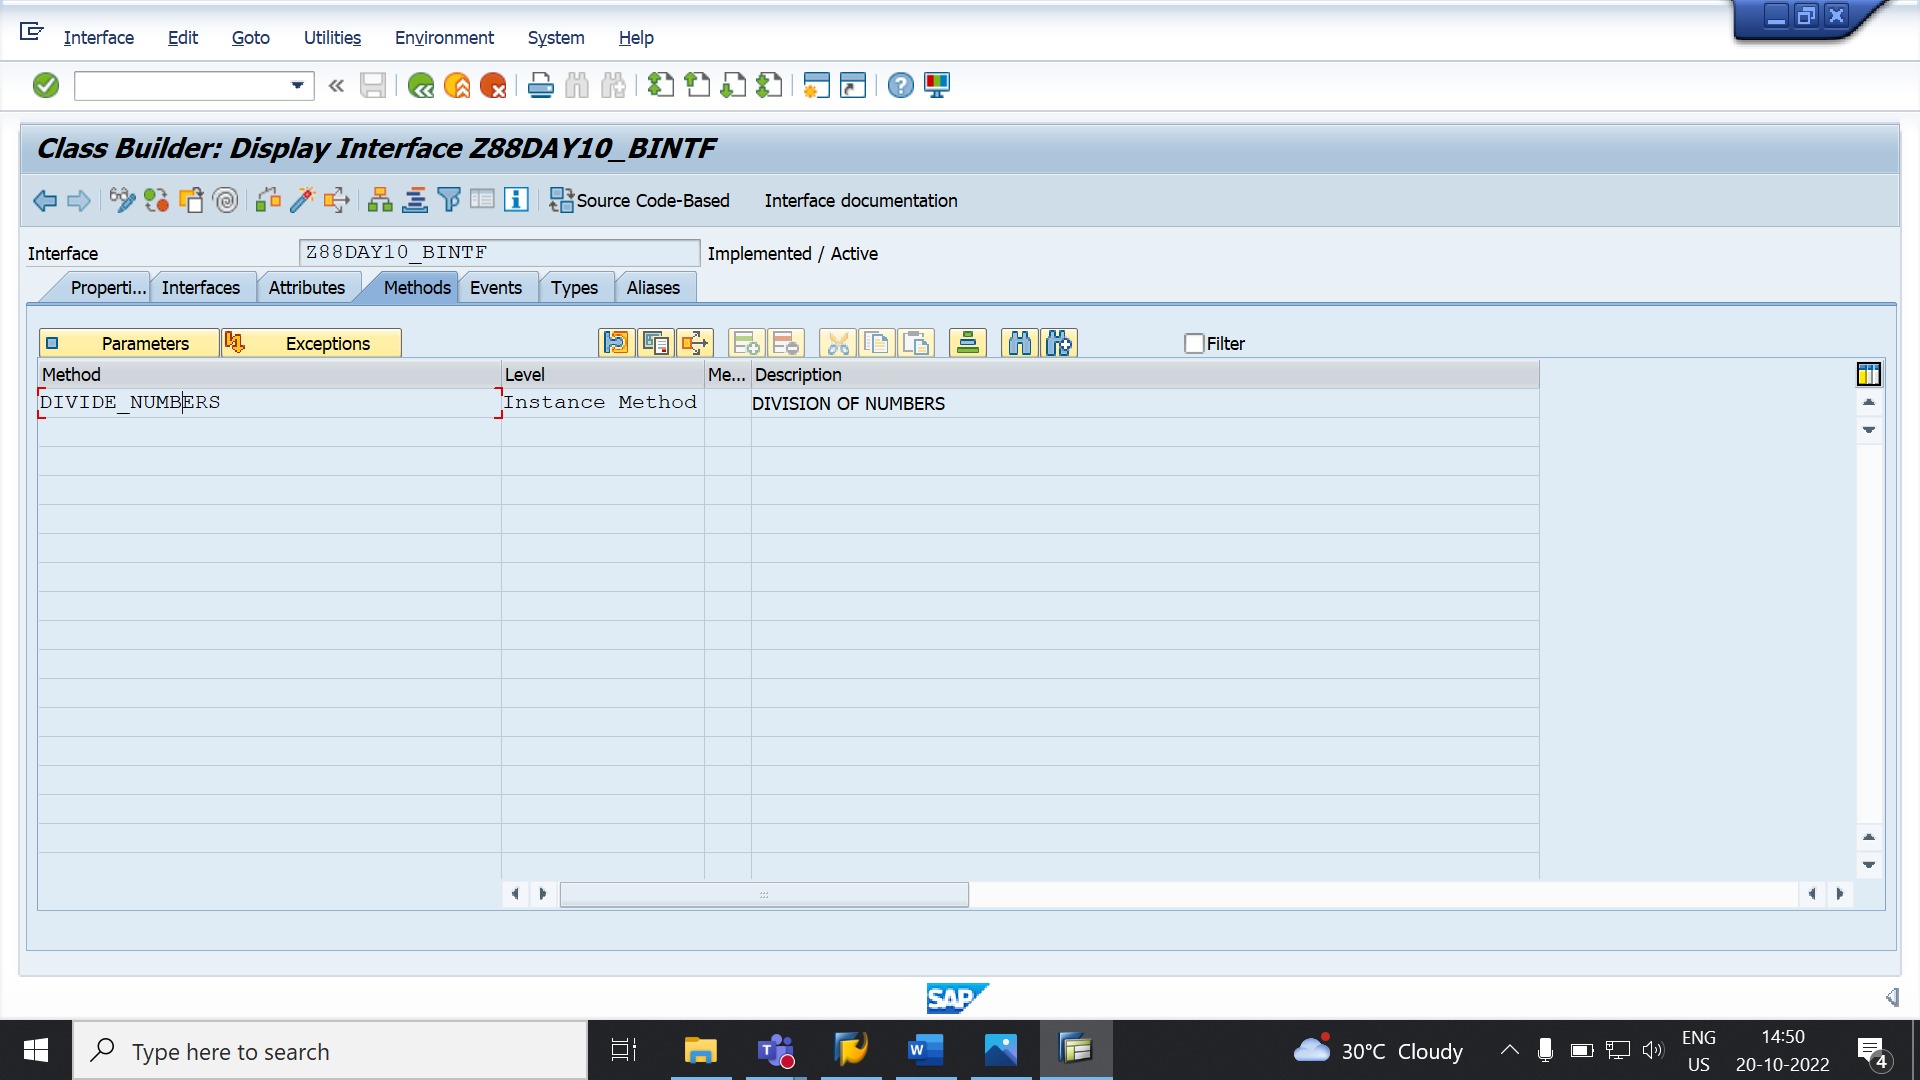 Interface Edit Goto Utilities Environment System Help
Class Builder: Display Interface Z88DAY10_BINTF
Source Code-Based Interface documentation
Interface Z88DAY10_BINTF Implemented / Active
Properti... Interfaces Attributes Methods Events Types Aliases
Parameters Exceptions Filter
Method Level Me... Description
DIVIDE_NUMBERS Instance Method DIVISION OF NUMBERS
SAP
Type here to search 30°C Cloudy ENG US 14:50 20-10-2022 4